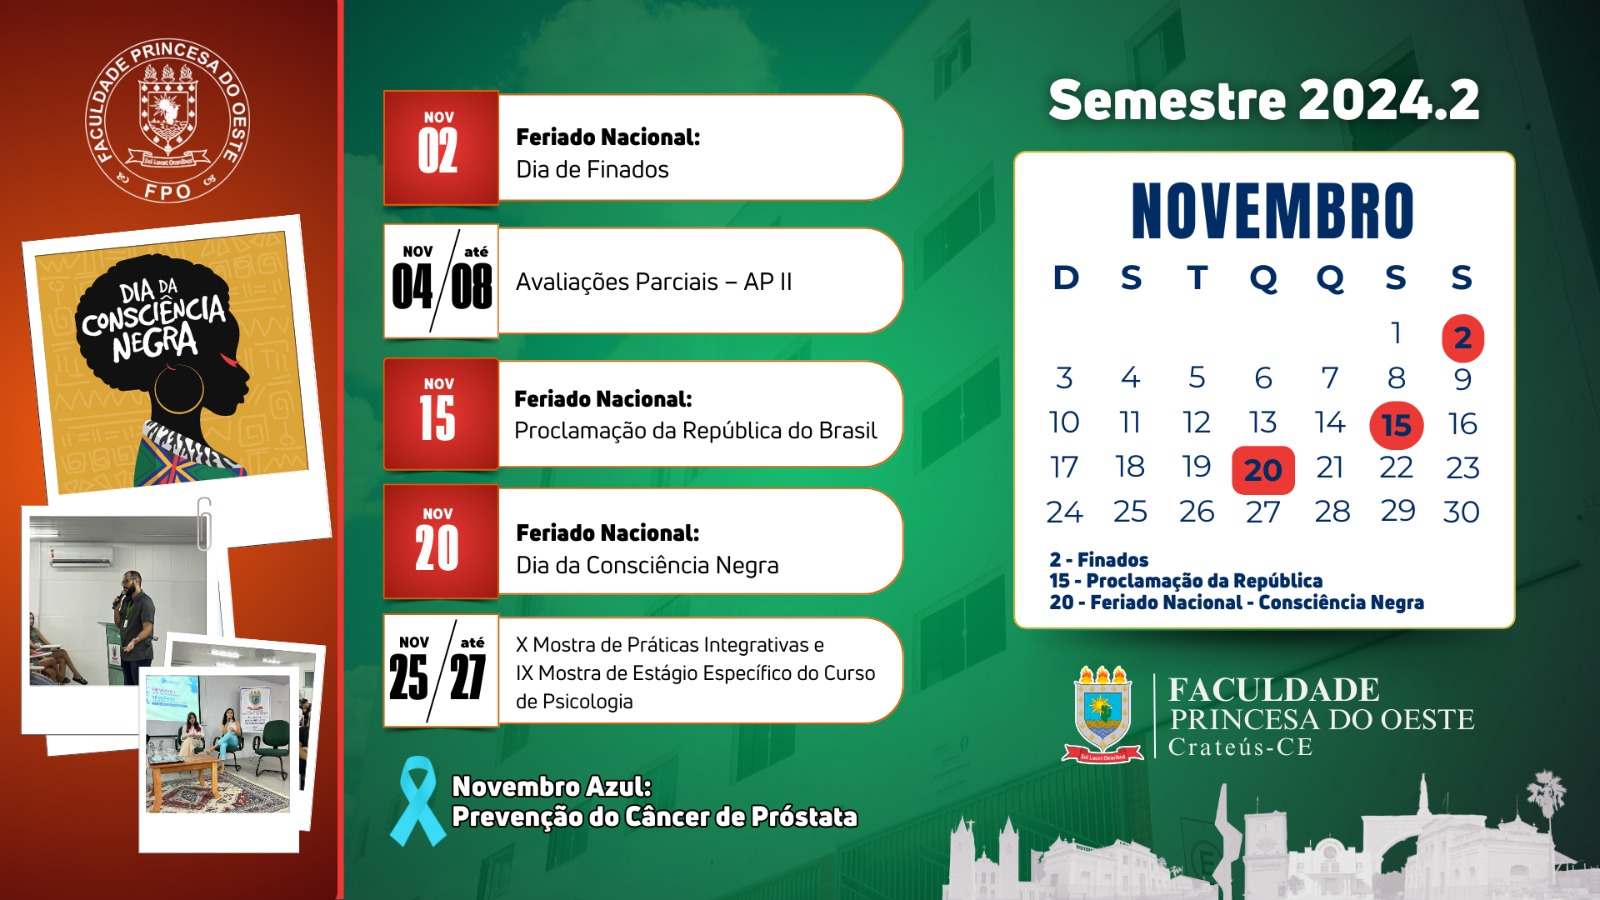 FACULDADE PRINCESA DO OESTE
Sol Lucet Omnibus
FPO
DIA DA
CONSCIÊNCIA
NEGRA
NOV
02
Feriado Nacional:
Dia de Finados
NOV até
04/08
Avaliações Parciais – AP II
NOV
15
Feriado Nacional:
Proclamação da República do Brasil
NOV
20
Feriado Nacional:
Dia da Consciência Negra
NOV até
25/27
X Mostra de Práticas Integrativas e
IX Mostra de Estágio Específico do Curso
de Psicologia
Novembro Azul:
Prevenção do Câncer de Próstata
Semestre 2024.2
NOVEMBRO
D S T Q Q S S
1 2
3 4 5 6 7 8 9
10 11 12 13 14 15 16
17 18 19 20 21 22 23
24 25 26 27 28 29 30
2 - Finados
15 - Proclamação da República
20 - Feriado Nacional - Consciência Negra
FACULDADE
PRINCESA DO OESTE
Crateús-CE
Sol Lucet Omnibus